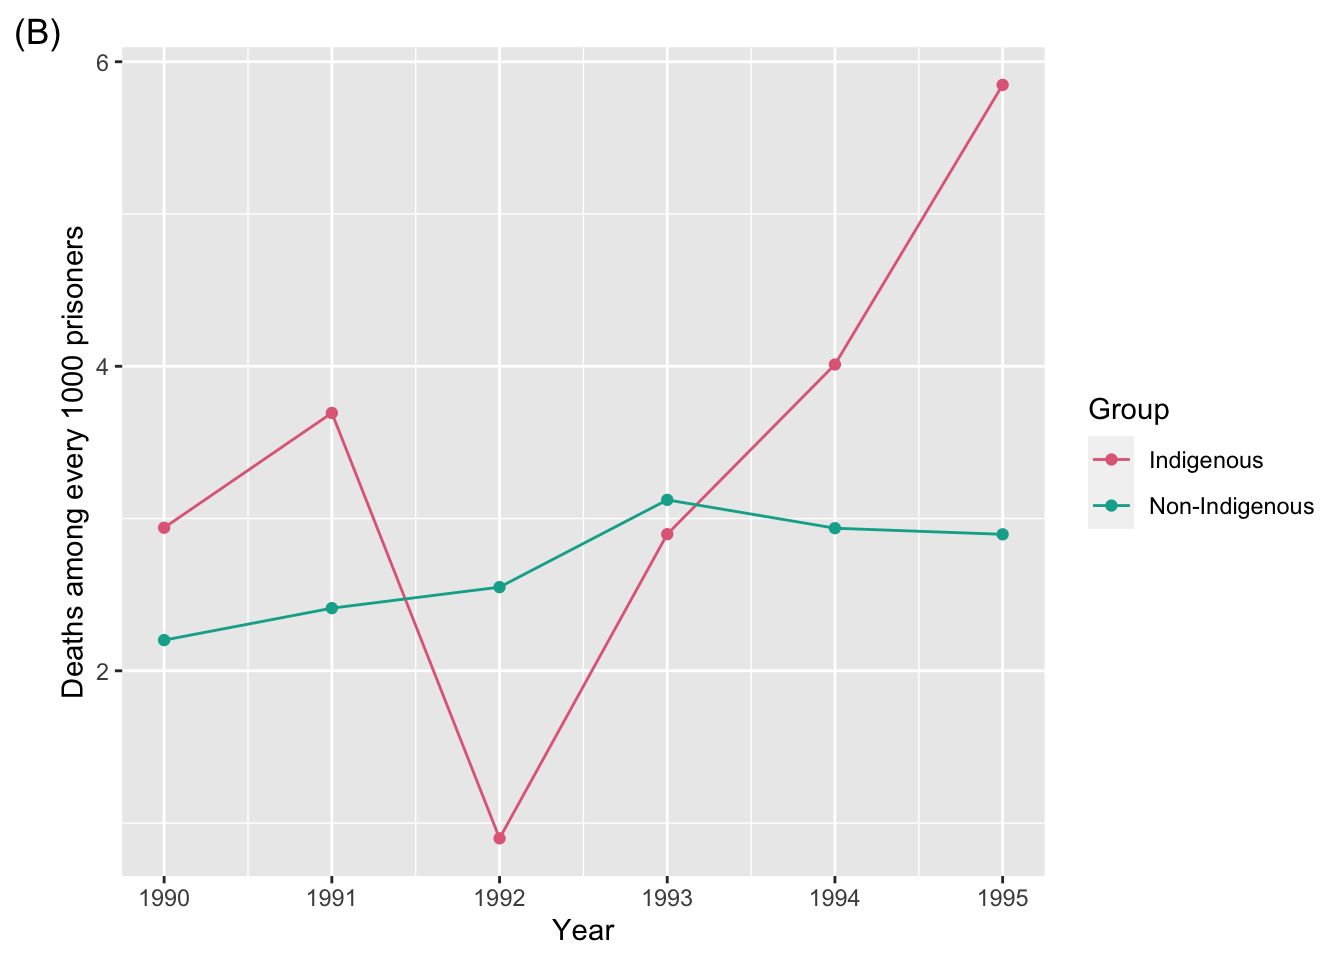 (B)
6
4
2
Deaths among every 1000 prisoners
1990 1991 1992 1993 1994 1995
Year
Group
Indigenous
Non-Indigenous